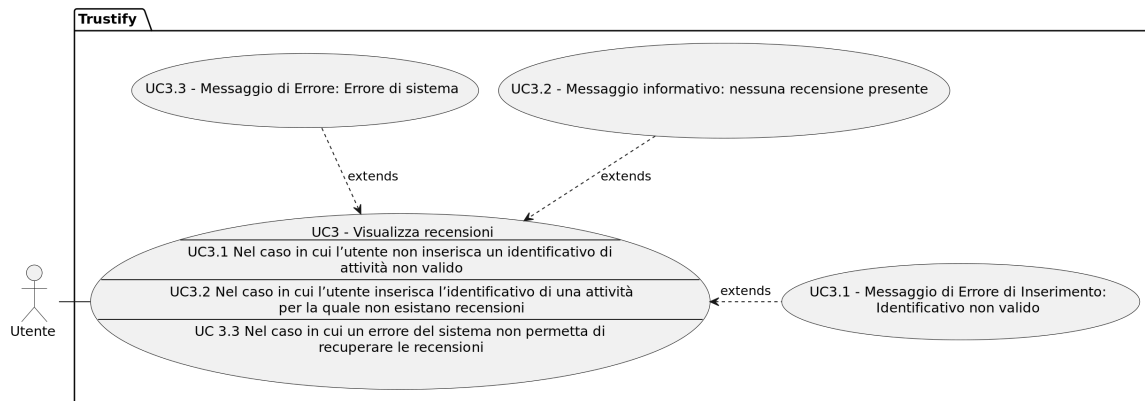 Trustify
UC3.3 - Messaggio di Errore: Errore di sistema
UC3.2 - Messaggio informativo: nessuna recensione presente
extends
extends
UC3 - Visualizza recensioni
UC3.1 Nel caso in cui l’utente non inserisca un identificativo di
attività non valido
UC3.2 Nel caso in cui l’utente inserisca l’identificativo di una attività
per la quale non esistano recensioni
UC 3.3 Nel caso in cui un errore del sistema non permetta di
recuperare le recensioni
Utente
extends
UC3.1 - Messaggio di Errore di Inserimento:
Identificativo non valido